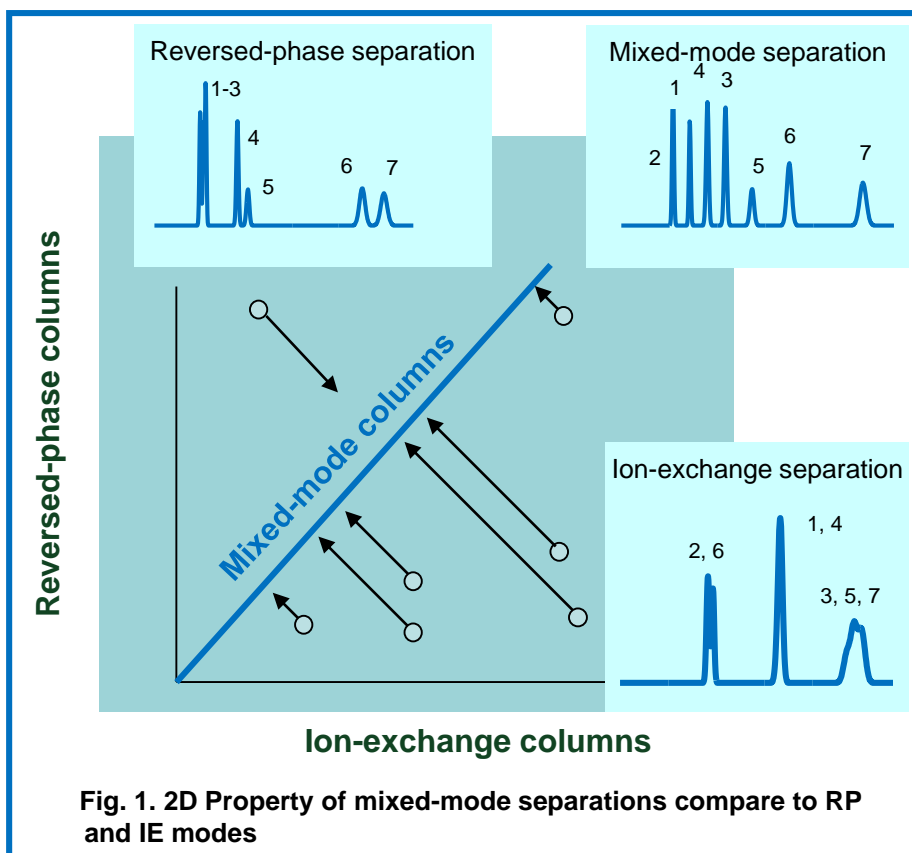 Reversed-phase separation
1-3
4
5
6
7
Mixed-mode separation
1
4
3
2
5
6
7
Reversed-phase columns
Mixed-mode columns
Ion-exchange separation
2, 6
1, 4
3, 5, 7
Ion-exchange columns
Fig. 1. 2D Property of mixed-mode separations compare to RP
and IE modes